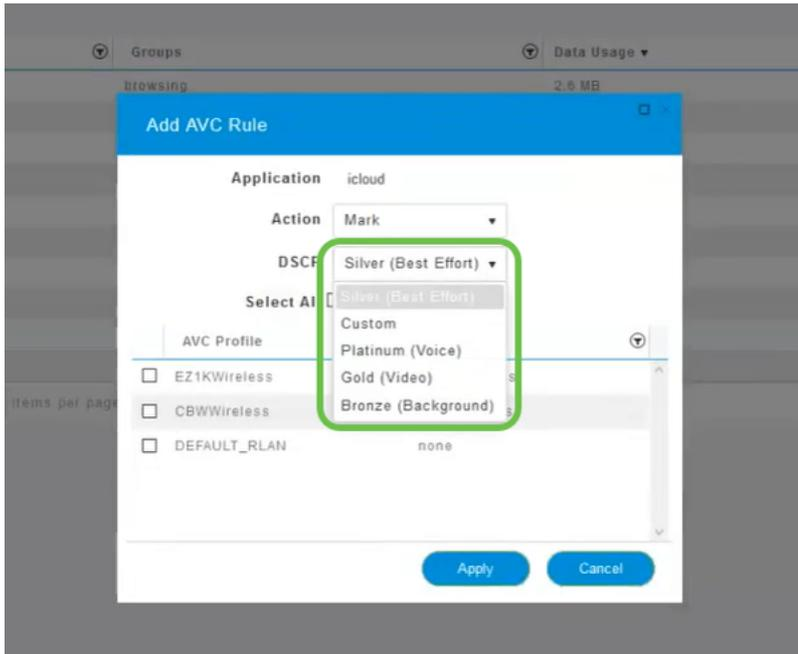 Groups Data Usage ▾
browsing 2.6 MB
Add AVC Rule
Application icloud
Action Mark
DSCP Silver (Best Effort)
Select All Silver (Best Effort)
Custom
AVC Profile
Platinum (Voice)
EZ1KWireless Gold (Video) s
items per page
CBWWireless Bronze (Background) s
DEFAULT_RLAN none
Apply Cancel